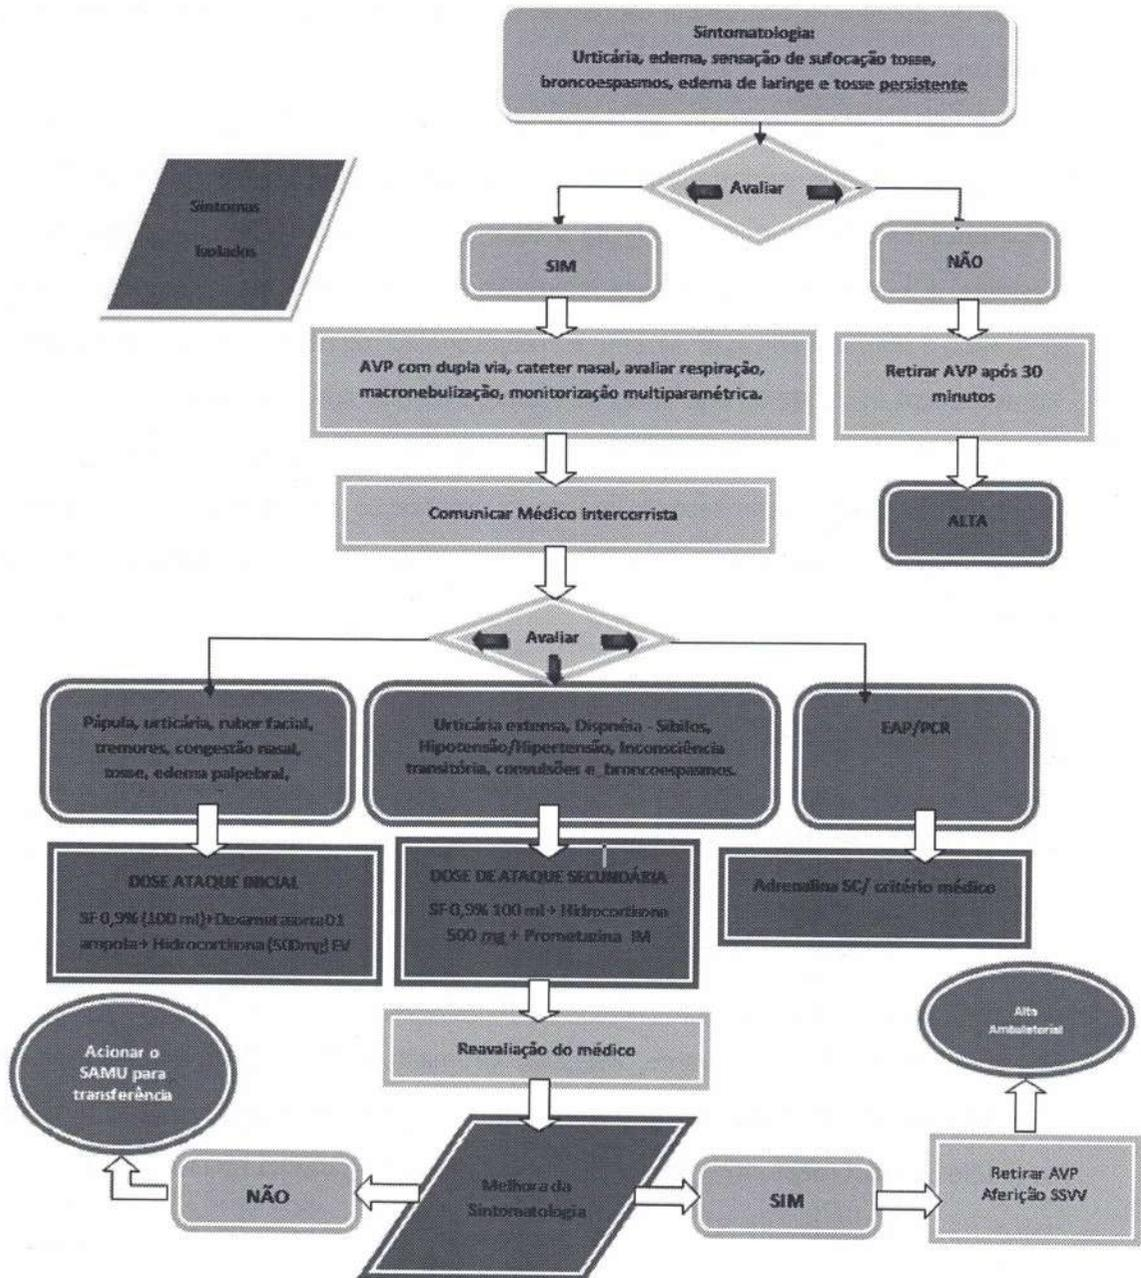 Sintomatologia:
Urticária, edema, sensação de sufocação tosse,
broncoespasmos, edema de laringe e tosse persistente
Avaliar
Sintomas
Isolados
SIM
NÃO
AVP com dupla via, cateter nasal, avaliar respiração,
macronebulização, monitorização multiparamétrica.
Retirar AVP após 30
minutos
Comunicar Médico Intercorrista
ALTA
Avaliar
Pápula, urticária, rubor facial,
tremores, congestão nasal,
tosse, edema palpebral,
Urticária extensa, Dispnéia - Sibilos,
Hipotensão/Hipertensão, Inconsciência
transitória, convulsões e broncoespasmos.
EAP/PCR
DOSE ATAQUE INICIAL
SF 0,9% (100 ml)+Dexametasona 01
ampola+ Hidrocortisona (500mg) EV
DOSE DE ATAQUE SECUNDÁRIA
SF 0,9% 100 ml + Hidrocortisona
500 mg + Prometazina IM
Adrenalina SC/ critério médico
Reavaliação do médico
Acionar o
SAMU para
transferência
Alta
Ambulatorial
NÃO
Melhora da
Sintomatologia
SIM
Retirar AVP
Aferição SSVV